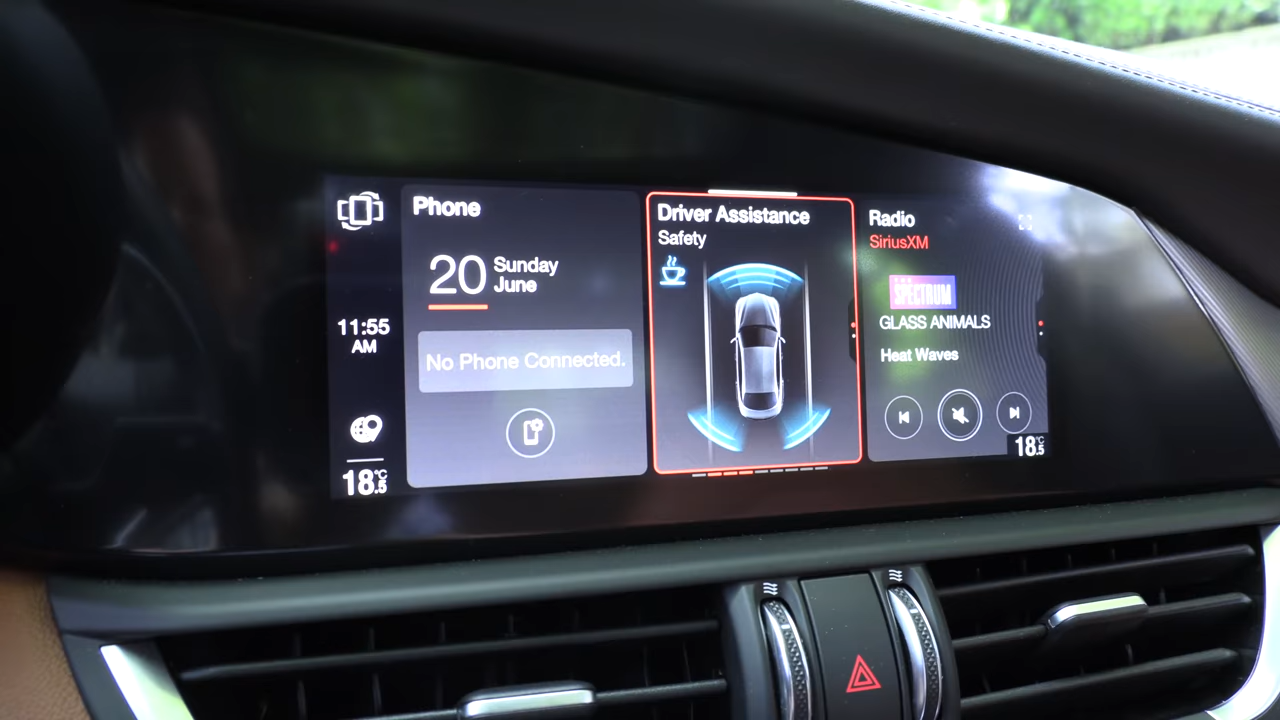 11:55
AM
18.5°C
Phone
20
Sunday
June
No Phone Connected.
Driver Assistance
Safety
Radio
SiriusXM
THE
SPECTRUM
GLASS ANIMALS
Heat Waves
18.5°C